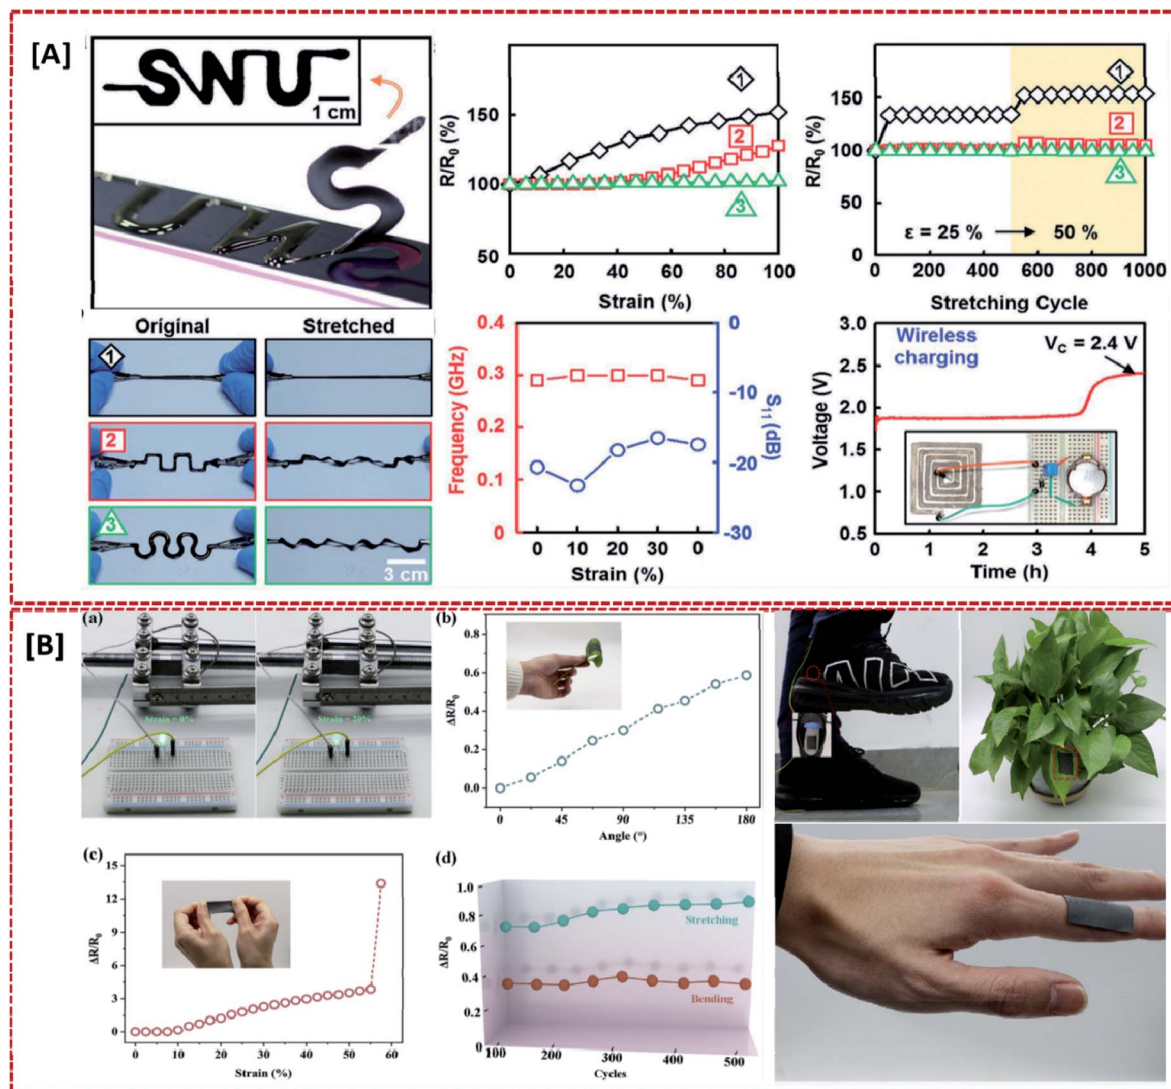 [A]
SWU
1 cm
R/R0 (%)
150
100
50
0 20 40 60 80 100
Strain (%)
1
2
3
R/R0 (%)
150
100
50
0
ε = 25 % → 50 %
0 200 400 600 800 1000
Stretching Cycle
1
2
3
Original Stretched
1
2
3
3 cm
Frequency (GHz)
0.4
0.3
0.2
0.1
0
0 10 20 30 0
Strain (%)
0
-10
-20
-30
S11 (dB)
Voltage (V)
3.0
2.5
2.0
1.5
1.0
0.5
Wireless
charging
VC = 2.4 V
0 1 2 3 4 5
Time (h)
[B]
(a)
Strain = 0%
Strain = 20%
(b)
ΔR/R0
0.8
0.6
0.4
0.2
0.0
0 45 90 135 180
Angle (°)
(c)
ΔR/R0
15
12
9
6
3
0
0 10 20 30 40 50 60
Strain (%)
(d)
ΔR/R0
1.0
0.8
0.6
0.4
0.2
0
Stretching
Bending
100 200 300 400 500
Cycles